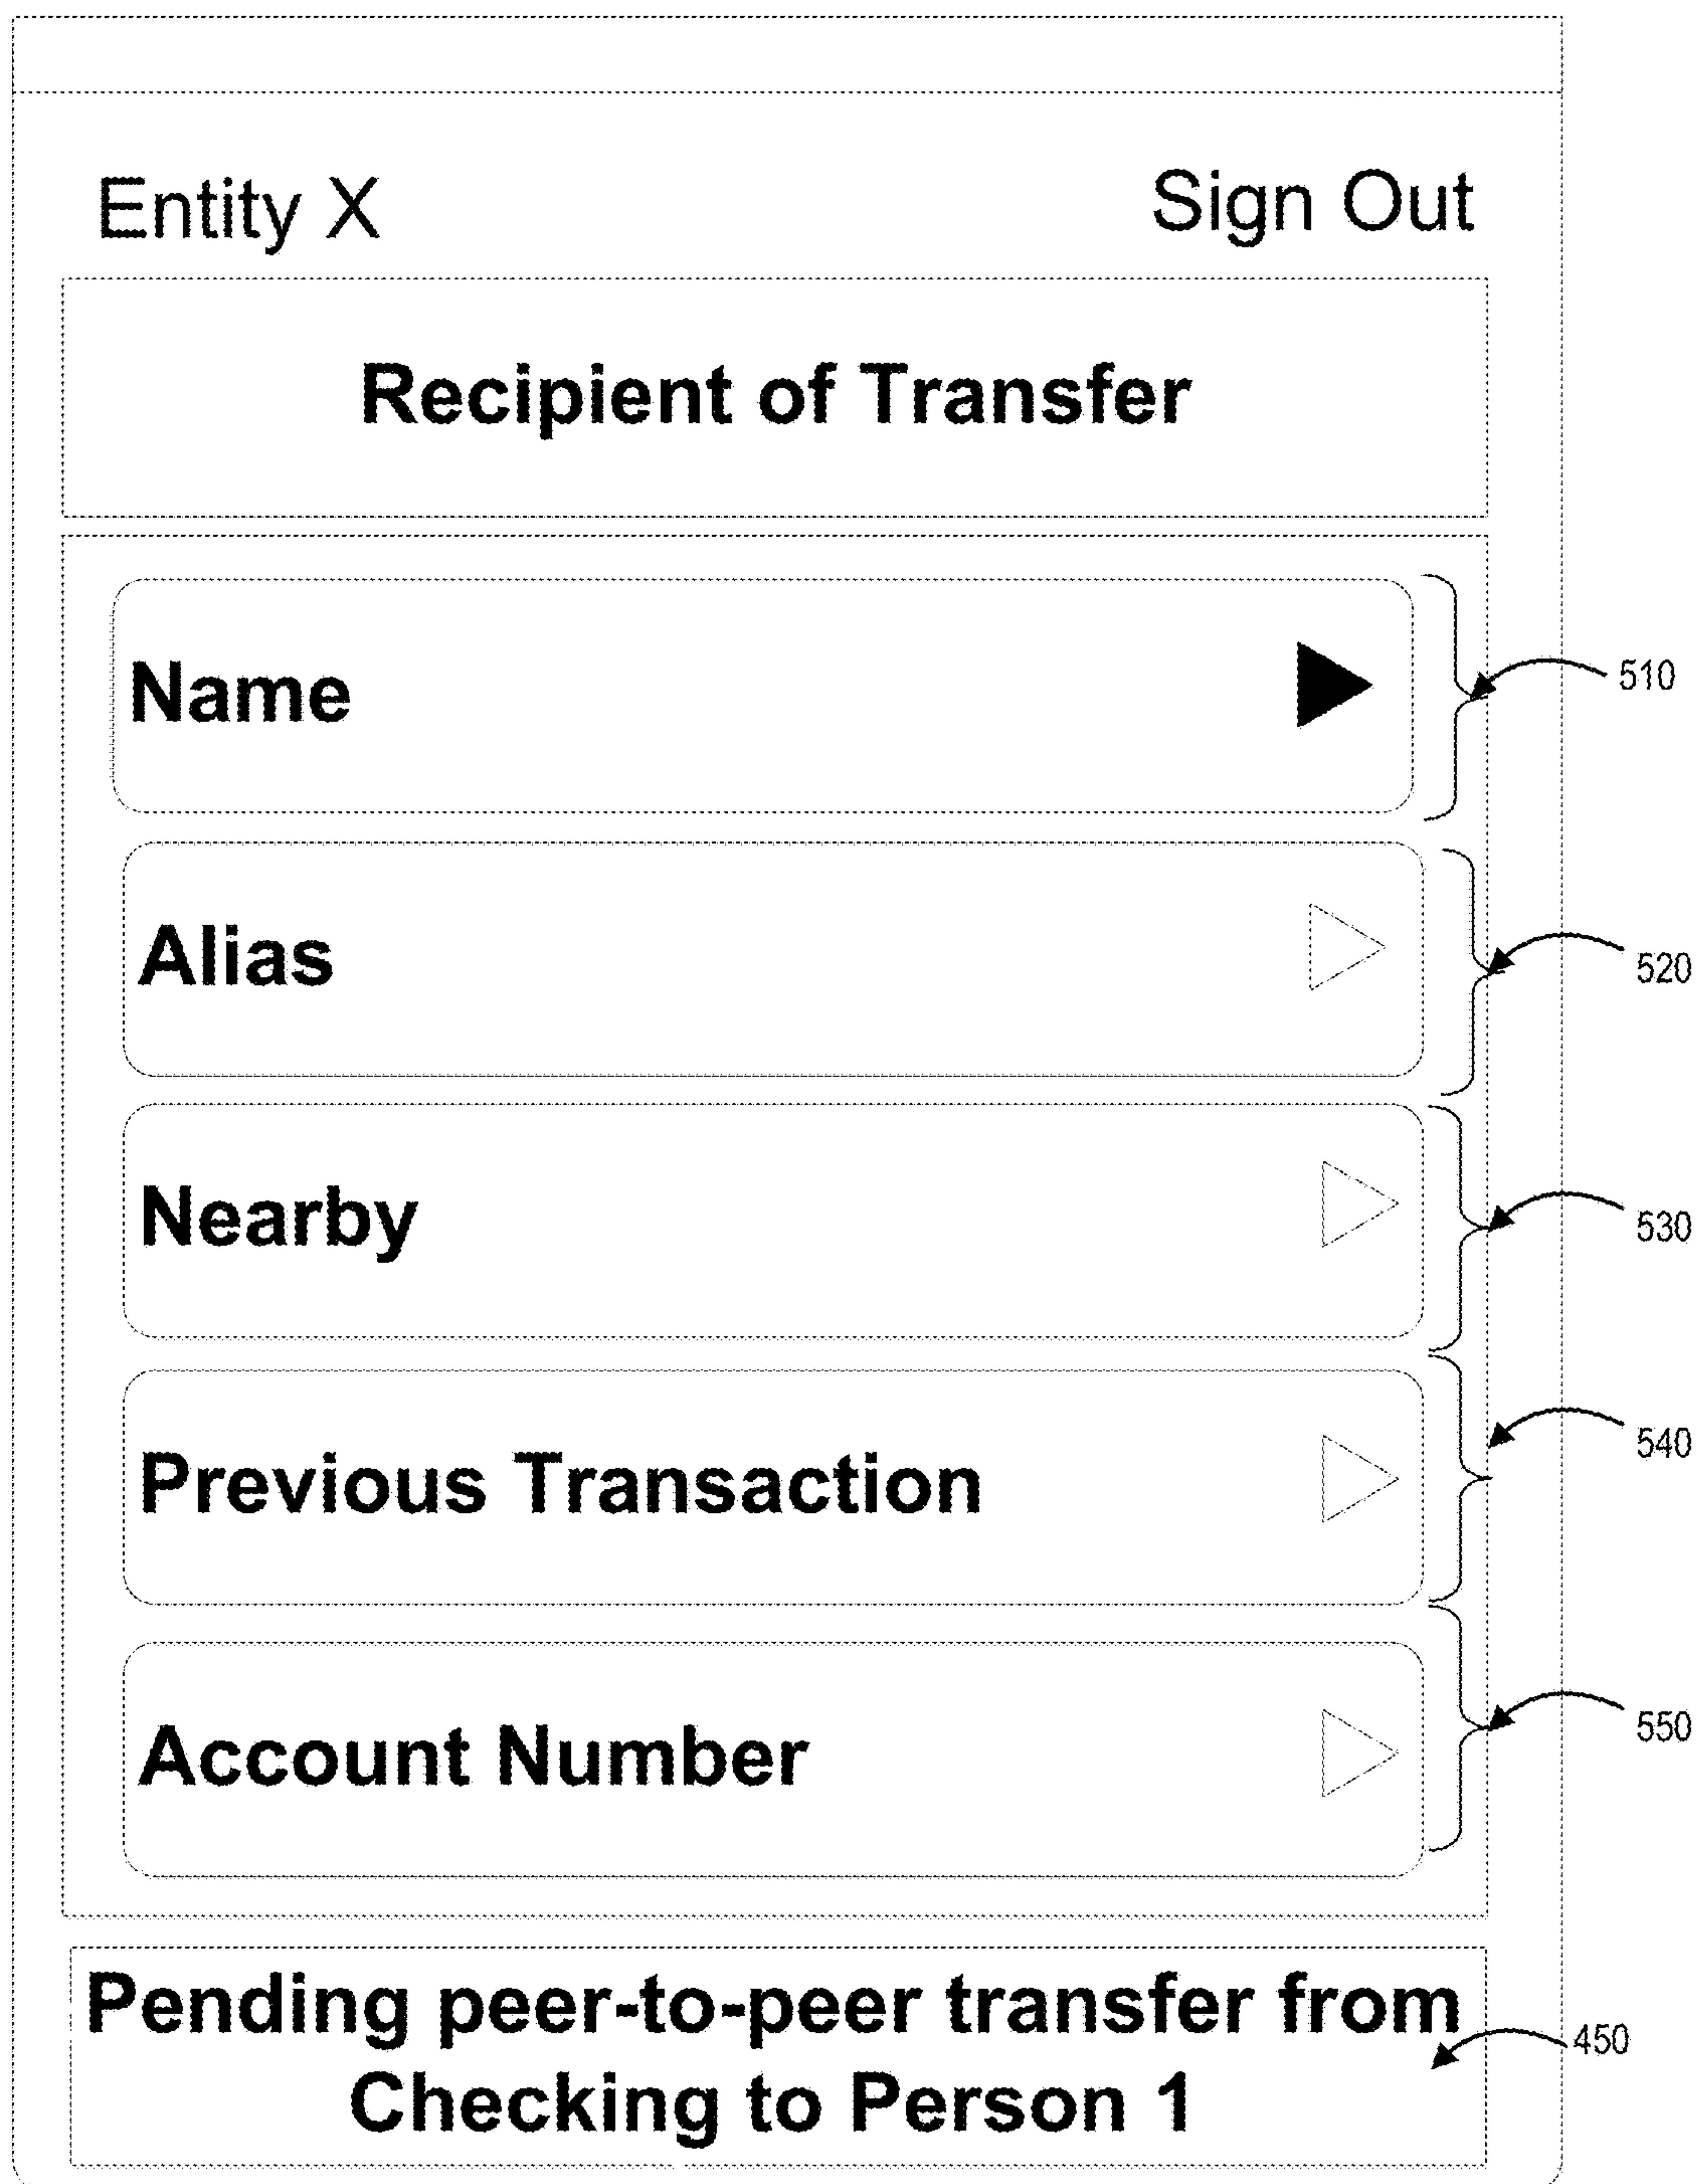 Entity X Sign Out
Recipient of Transfer
Name
510
Alias
520
Nearby
530
Previous Transaction
540
Account Number
550
Pending peer-to-peer transfer from
Checking to Person 1
450